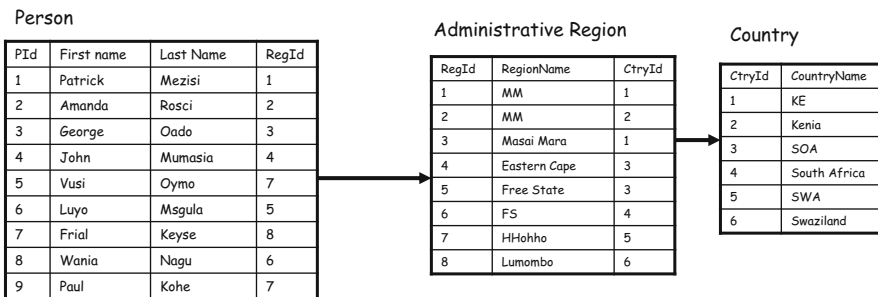 Person
PId First name Last Name RegId
1 Patrick Mezisi 1
2 Amanda Rosci 2
3 George Oado 3
4 John Mumasia 4
5 Vusi Oymo 7
6 Luyo Msgula 5
7 Frial Keyse 8
8 Wania Nagu 6
9 Paul Kohe 7
Administrative Region
RegId RegionName CtryId
1 MM 1
2 MM 2
3 Masai Mara 1
4 Eastern Cape 3
5 Free State 3
6 FS 4
7 HHohho 5
8 Lumombo 6
Country
CtryId CountryName
1 KE
2 Kenia
3 SOA
4 South Africa
5 SWA
6 Swaziland